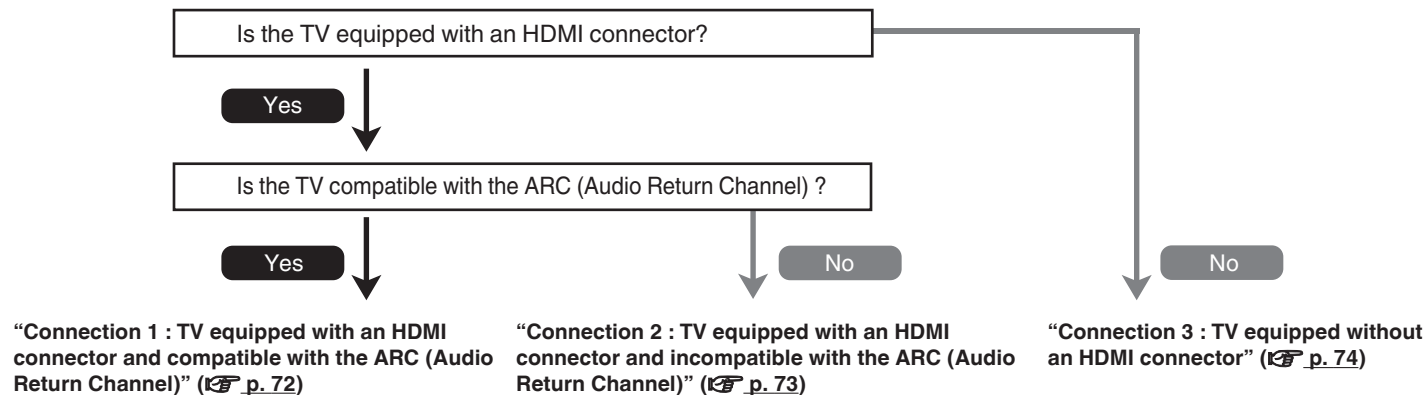 Is the TV equipped with an HDMI connector?
Yes
Is the TV compatible with the ARC (Audio Return Channel) ?
Yes
No
No
“Connection 1 : TV equipped with an HDMI
connector and compatible with the ARC (Audio
Return Channel)” (☞ p. 72)
“Connection 2 : TV equipped with an HDMI
connector and incompatible with the ARC (Audio
Return Channel)” (☞ p. 73)
“Connection 3 : TV equipped without
an HDMI connector” (☞ p. 74)